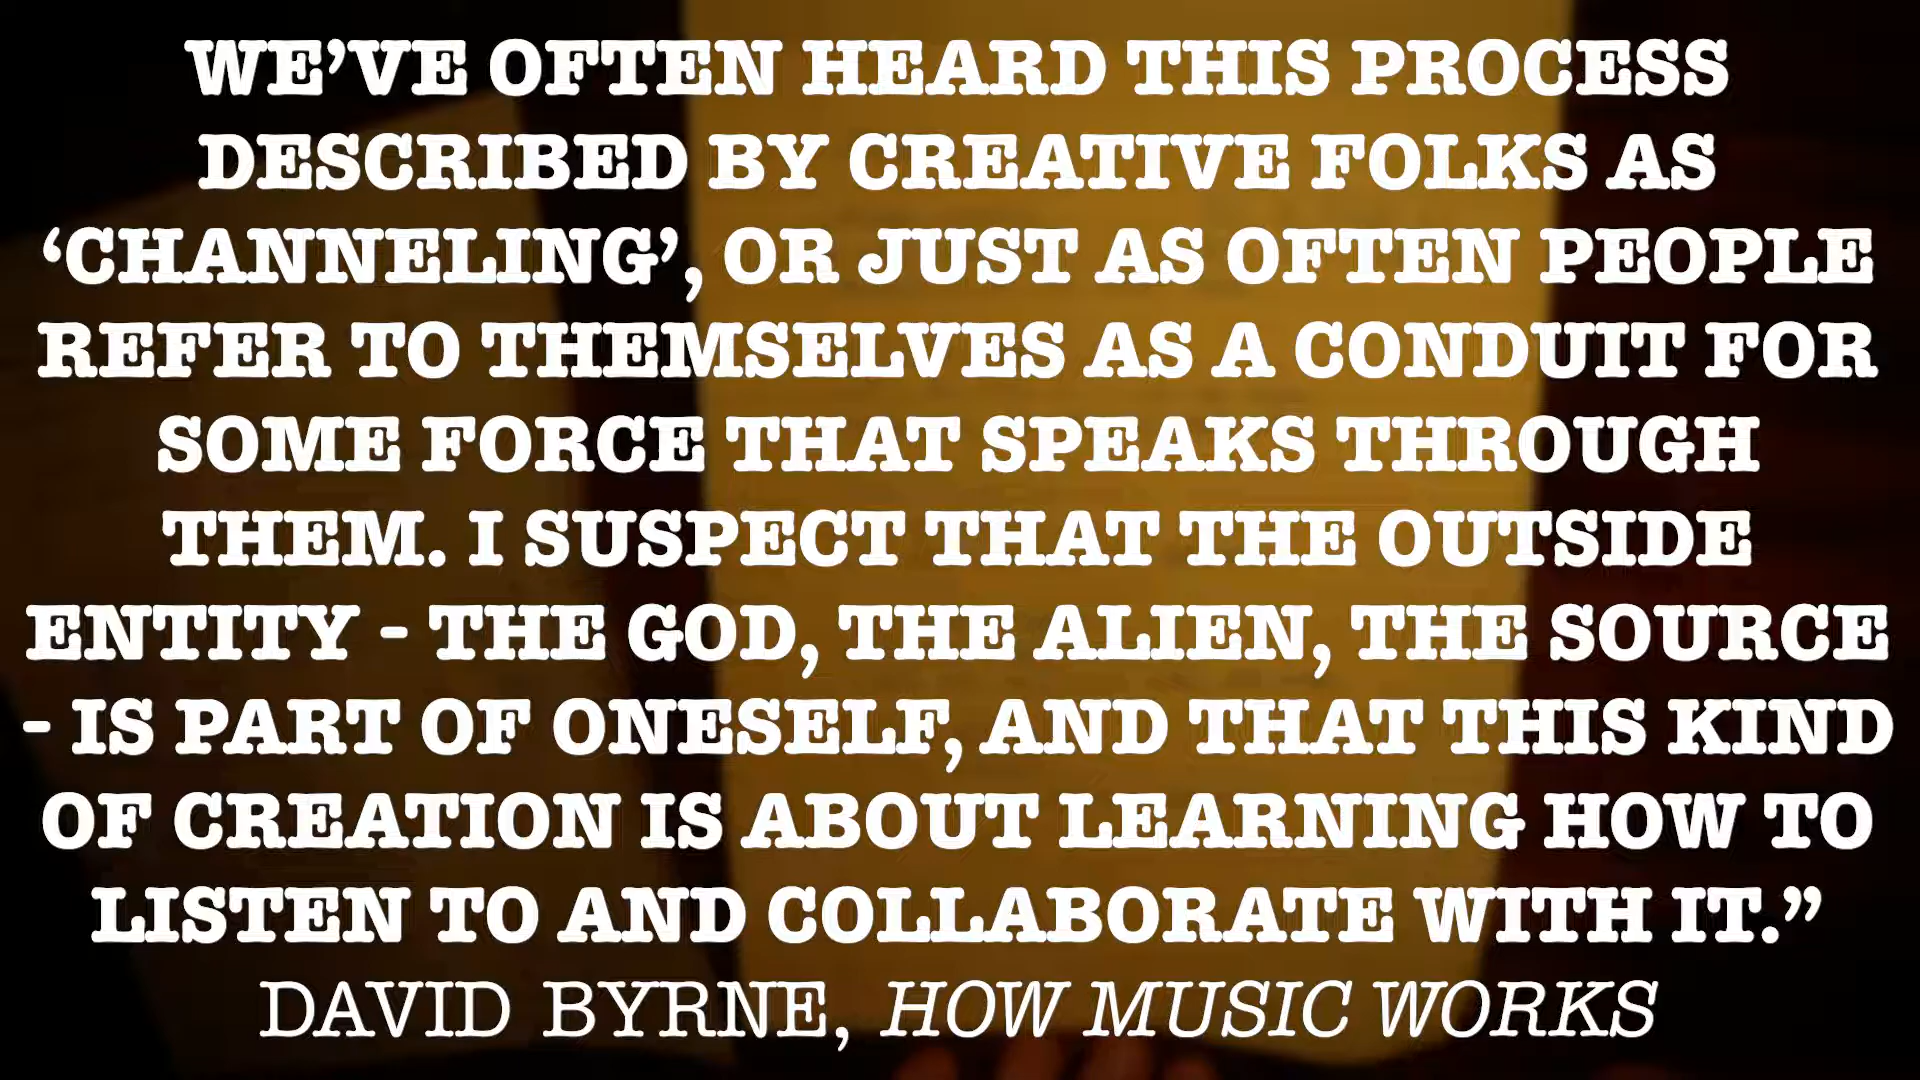 WE’VE OFTEN HEARD THIS PROCESS
DESCRIBED BY CREATIVE FOLKS AS
‘CHANNELING’, OR JUST AS OFTEN PEOPLE
REFER TO THEMSELVES AS A CONDUIT FOR
SOME FORCE THAT SPEAKS THROUGH
THEM. I SUSPECT THAT THE OUTSIDE
ENTITY - THE GOD, THE ALIEN, THE SOURCE
- IS PART OF ONESELF, AND THAT THIS KIND
OF CREATION IS ABOUT LEARNING HOW TO
LISTEN TO AND COLLABORATE WITH IT.”
DAVID BYRNE, HOW MUSIC WORKS